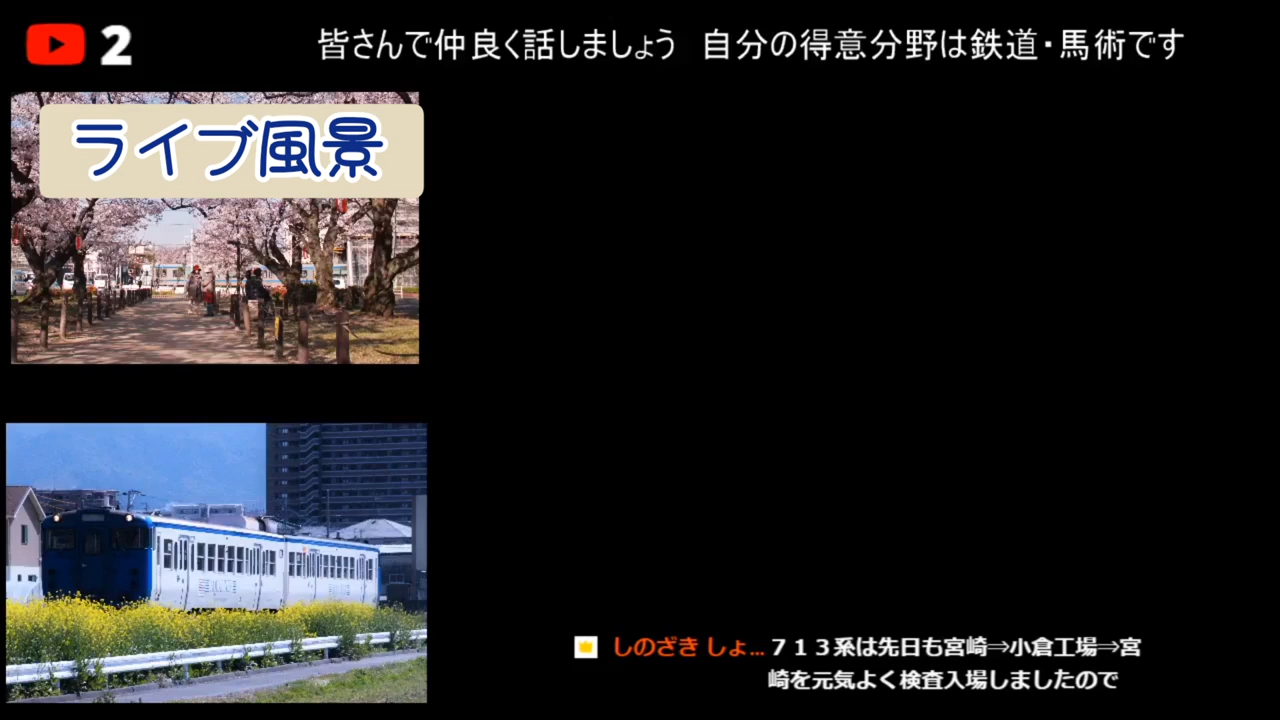 2
皆さんで仲良く話しましょう　自分の得意分野は鉄道・馬術です
ライブ風景
しのざき しょ... ７１３系は先日も宮崎⇒小倉工場⇒宮
崎を元気よく検査入場しましたので